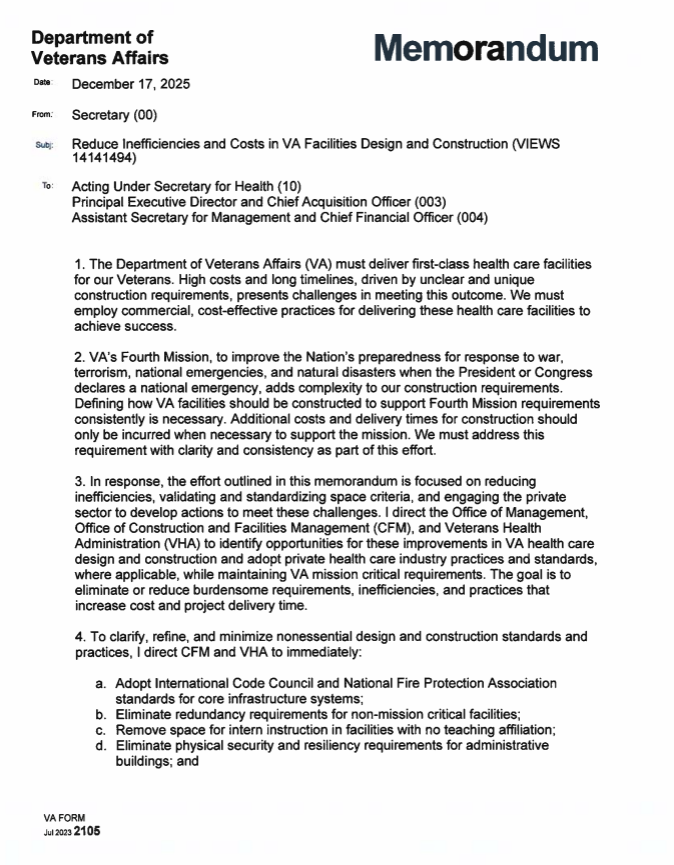 Department of
Veterans Affairs
Memorandum
Date: December 17, 2025
From: Secretary (00)
Subj: Reduce Inefficiencies and Costs in VA Facilities Design and Construction (VIEWS
14141494)
To: Acting Under Secretary for Health (10)
Principal Executive Director and Chief Acquisition Officer (003)
Assistant Secretary for Management and Chief Financial Officer (004)
1. The Department of Veterans Affairs (VA) must deliver first-class health care facilities
for our Veterans. High costs and long timelines, driven by unclear and unique
construction requirements, presents challenges in meeting this outcome. We must
employ commercial, cost-effective practices for delivering these health care facilities to
achieve success.
2. VA's Fourth Mission, to improve the Nation's preparedness for response to war,
terrorism, national emergencies, and natural disasters when the President or Congress
declares a national emergency, adds complexity to our construction requirements.
Defining how VA facilities should be constructed to support Fourth Mission requirements
consistently is necessary. Additional costs and delivery times for construction should
only be incurred when necessary to support the mission. We must address this
requirement with clarity and consistency as part of this effort.
3. In response, the effort outlined in this memorandum is focused on reducing
inefficiencies, validating and standardizing space criteria, and engaging the private
sector to develop actions to meet these challenges. I direct the Office of Management,
Office of Construction and Facilities Management (CFM), and Veterans Health
Administration (VHA) to identify opportunities for these improvements in VA health care
design and construction and adopt private health care industry practices and standards,
where applicable, while maintaining VA mission critical requirements. The goal is to
eliminate or reduce burdensome requirements, inefficiencies, and practices that
increase cost and project delivery time.
4. To clarify, refine, and minimize nonessential design and construction standards and
practices, I direct CFM and VHA to immediately:
a. Adopt International Code Council and National Fire Protection Association
standards for core infrastructure systems;
b. Eliminate redundancy requirements for non-mission critical facilities;
c. Remove space for intern instruction in facilities with no teaching affiliation;
d. Eliminate physical security and resiliency requirements for administrative
buildings; and
VA FORM
Jul 2023 2105